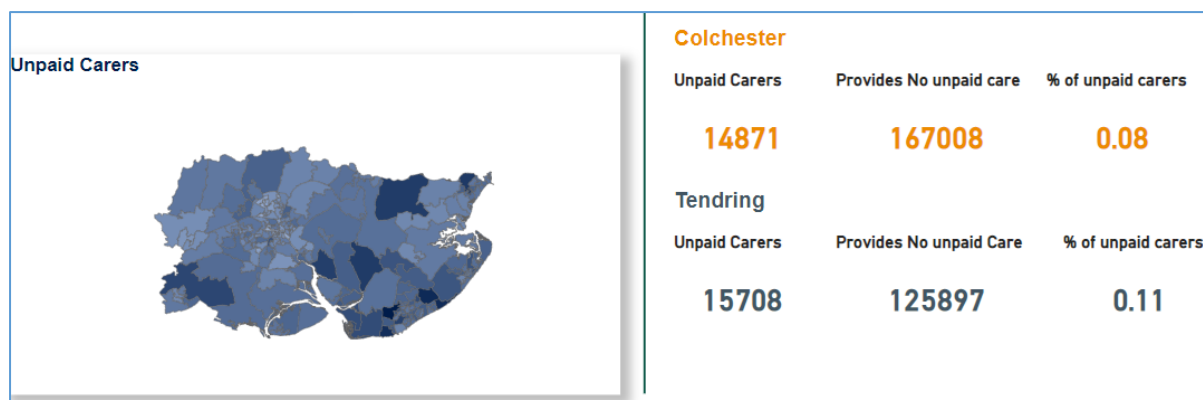 Unpaid Carers
Colchester
Unpaid Carers Provides No unpaid care % of unpaid carers
14871 167008 0.08
Tendring
Unpaid Carers Provides No unpaid Care % of unpaid carers
15708 125897 0.11